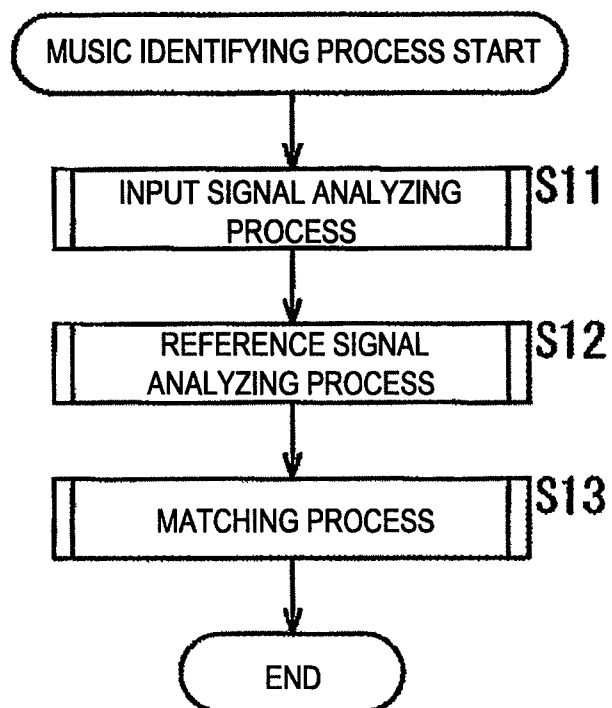 MUSIC IDENTIFYING PROCESS START
INPUT SIGNAL ANALYZING
PROCESS
S11
REFERENCE SIGNAL
ANALYZING PROCESS
S12
MATCHING PROCESS
S13
END